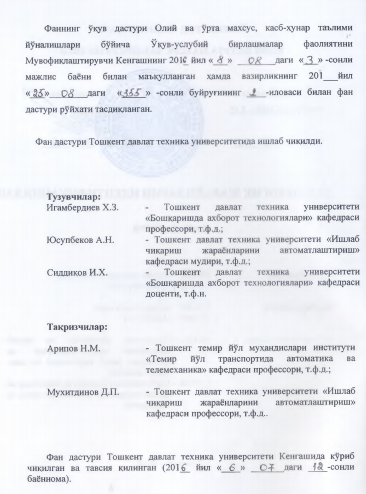 Фаннинг ўқув дастури Олий ва ўрта махсус, касб-ҳунар таълими
йўналишлари бўйича Ўқув-услубий бирлашмалар фаолиятини
Мувофиқлаштирувчи Кенгашнинг 2016 йил «8» 08 даги «3» -сонли
мажлис баёни билан маъқулланган ҳамда вазирликнинг 201__йил
«25» 08 даги «355» -сонли буйруғининг 2 -иловаси билан фан
дастури рўйхати тасдиқланган.
Фан дастури Тошкент давлат техника университетида ишлаб чиқилди.
Тузувчилар:
Игамбердиев Х.З. - Тошкент давлат техника университети
«Бошқаришда ахборот технологиялари» кафедраси
профессори, т.ф.д.;
Юсупбеков А.Н. - Тошкент давлат техника университети «Ишлаб
чиқариш жараёнларини автоматлаштириш»
кафедраси мудири, т.ф.д.;
Сиддиков И.Х. - Тошкент давлат техника университети
«Бошқаришда ахборот технологиялари» кафедраси
доценти, т.ф.н.
Тақризчилар:
Арипов Н.М. - Тошкент темир йўл муҳандислари институти
«Темир йўл транспортида автоматика ва
телемеханика» кафедраси профессори, т.ф.д.;
Мухитдинов Д.П. - Тошкент давлат техника университети «Ишлаб
чиқариш жараёнларини автоматлаштириш»
кафедраси профессори, т.ф.д..
Фан дастури Тошкент давлат техника университети Кенгашида кўриб
чиқилган ва тавсия қилинган (2016 йил «6» 07 даги 12-сонли
баённома).